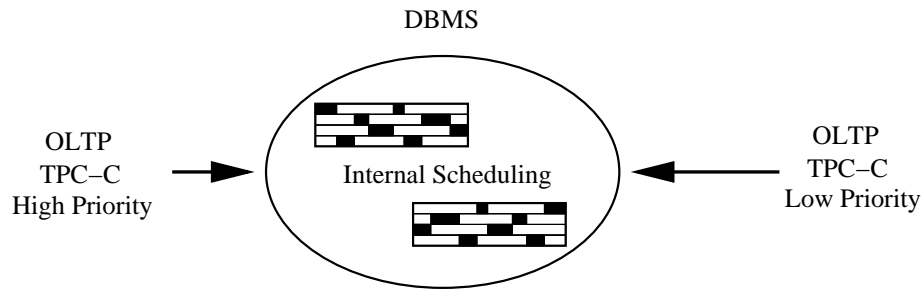 DBMS
OLTP
TPC−C
High Priority
Internal Scheduling
OLTP
TPC−C
Low Priority